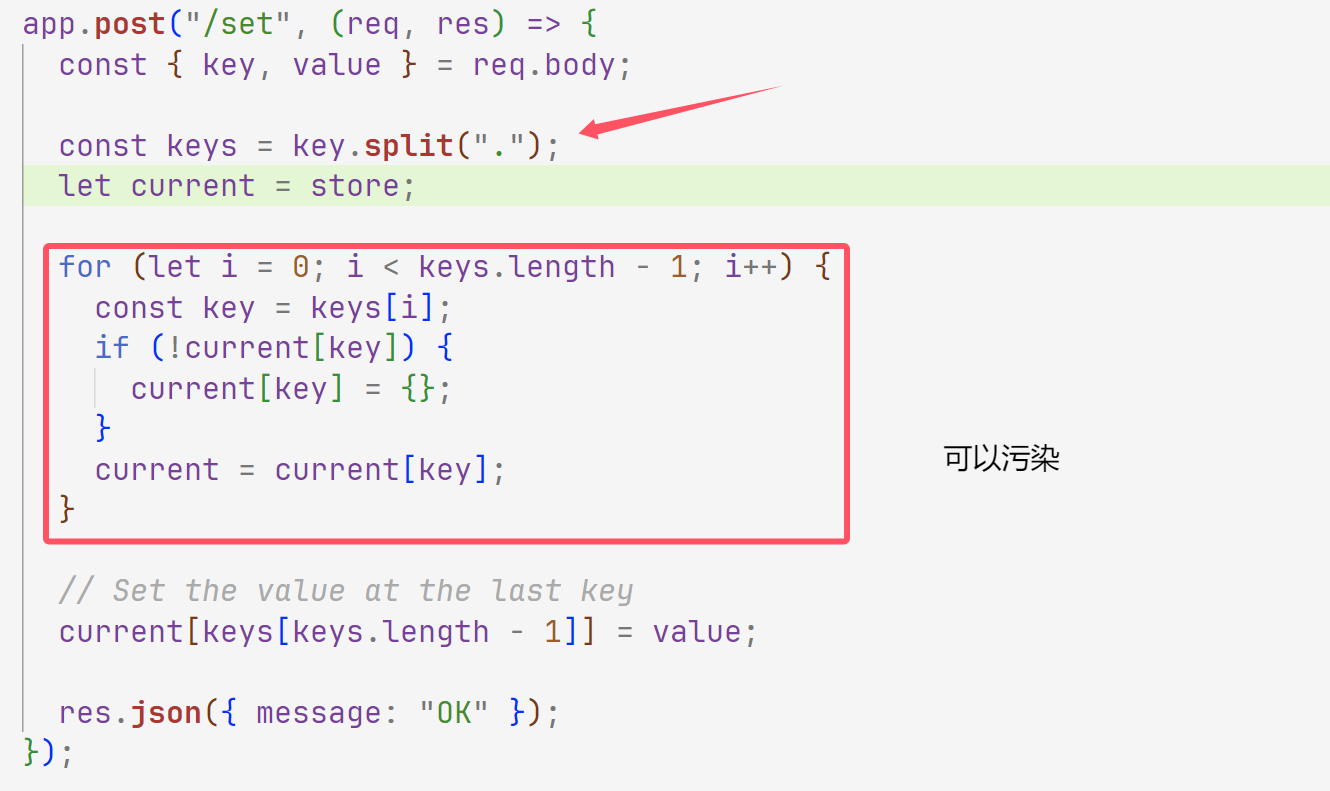 app.post("/set", (req, res) => {
  const { key, value } = req.body;
  const keys = key.split(".");
  let current = store;
  for (let i = 0; i < keys.length - 1; i++) {
    const key = keys[i];
    if (!current[key]) {
      current[key] = {};
    }
    current = current[key];
  }
可以污染
  // Set the value at the last key
  current[keys[keys.length - 1]] = value;
  res.json({ message: "OK" });
});